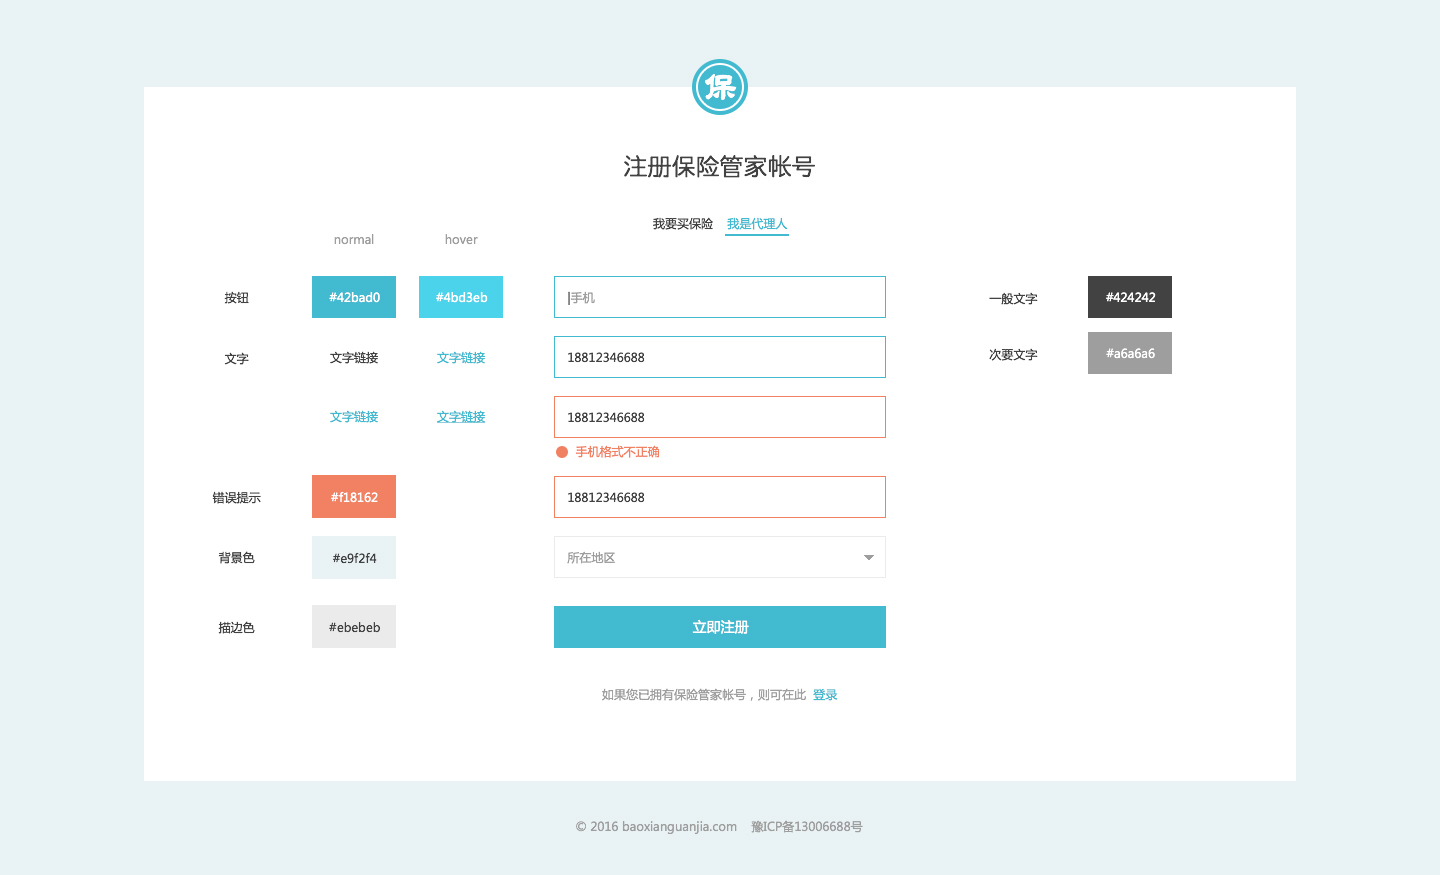 保
注册保险管家帐号
我要买保险 我是代理人
normal hover
按钮 #42bad0 #4bd3eb 手机 一般文字 #424242
文字 文字链接 文字链接 18812346688 次要文字 #a6a6a6
文字链接 文字链接 18812346688
手机格式不正确
错误提示 #f18162 18812346688
背景色 #e9f2f4 所在地区
描边色 #ebebeb 立即注册
如果您已拥有保险管家帐号，则可在此 登录
© 2016 baoxianguanjia.com 豫ICP备13006688号